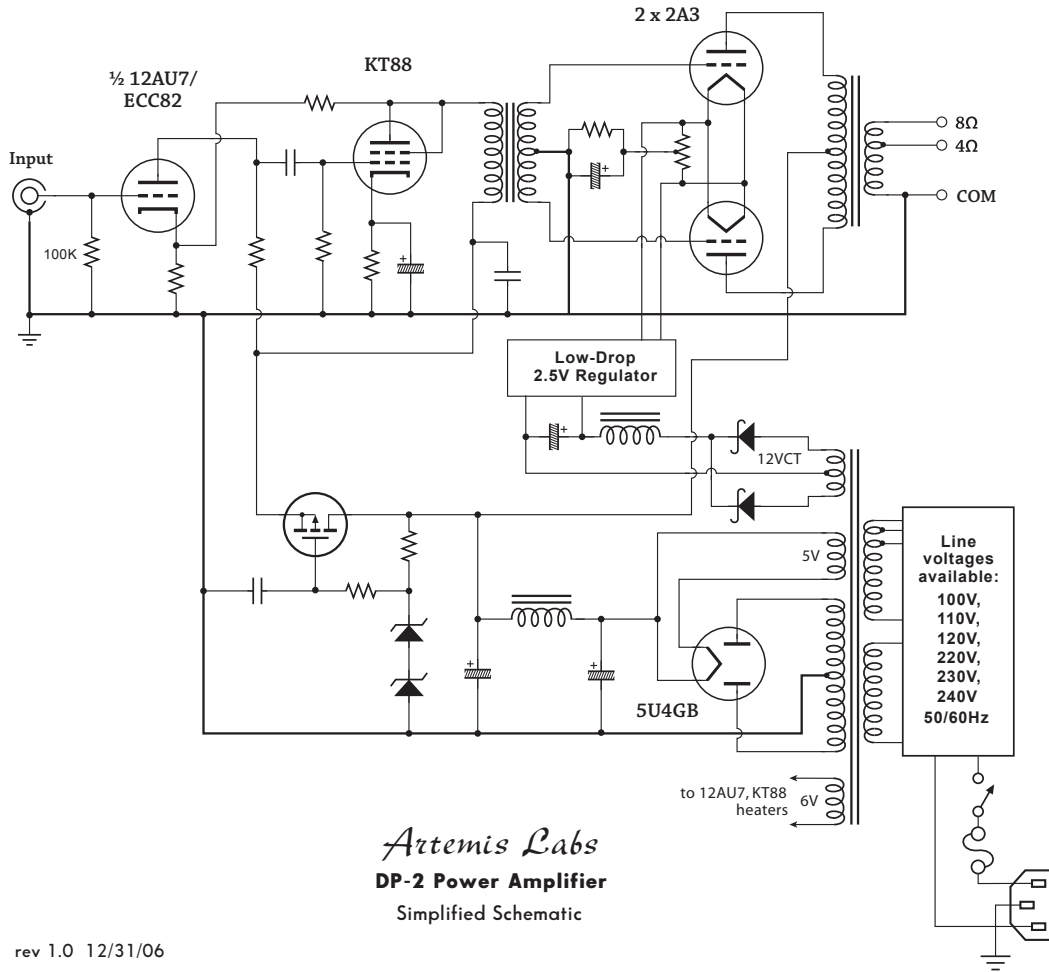 2 x 2A3
½ 12AU7/
ECC82
KT88
Input
100K
+
+
8Ω
4Ω
COM
Low-Drop
2.5V Regulator
+
12VCT
5V
+
+
5U4GB
Line
voltages
available:
100V,
110V,
120V,
220V,
230V,
240V
50/60Hz
to 12AU7, KT88
heaters
6V
Artemis Labs
DP-2 Power Amplifier
Simplified Schematic
rev 1.0 12/31/06